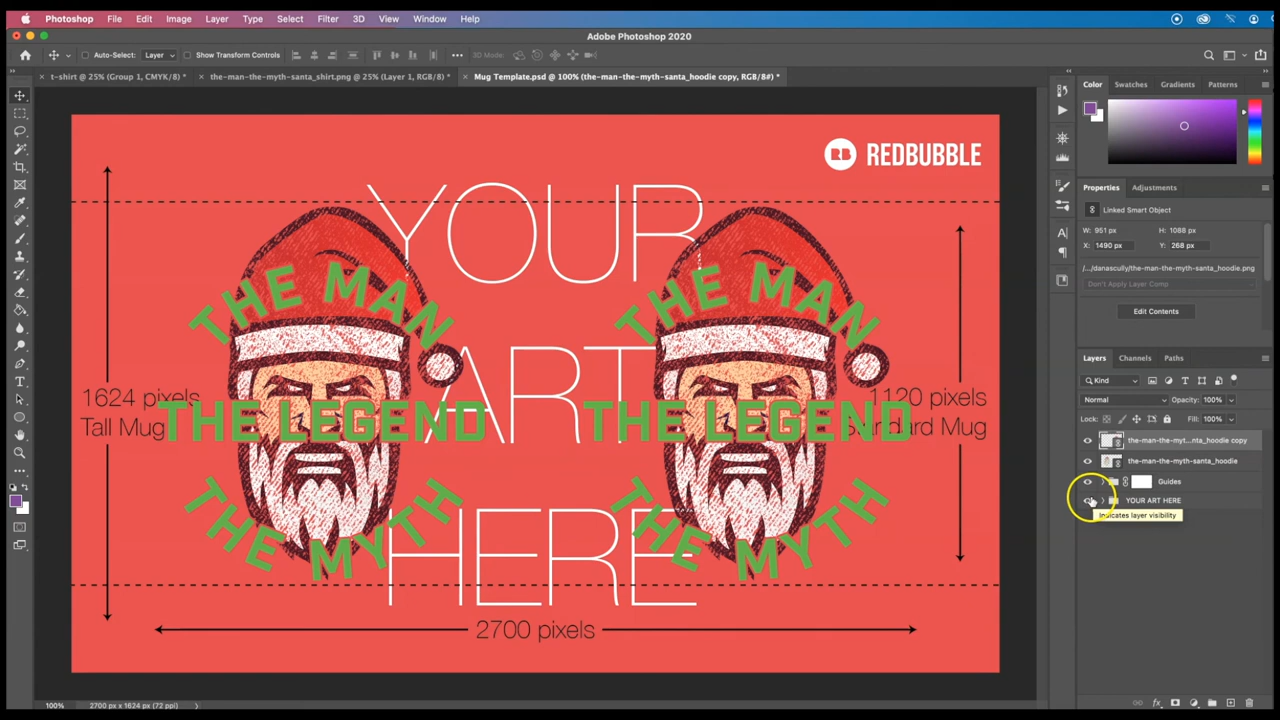 Photoshop File Edit Image Layer Type Select Filter 3D View Window Help
Adobe Photoshop 2020
Auto-Select: Layer Show Transform Controls 3D Mode:
t-shirt @ 25% (Group 1, CMYK/8) * the-man-the-myth-santa_shirt.png @ 25% (Layer 1, RGB/8) * Mug Template.psd @ 100% (the-man-the-myth-santa_hoodie copy, RGB/8#) *
RB REDBUBBLE
YOUR
ART
HERE
THE MAN
THE LEGEND
THE MYTH
THE MAN
THE LEGEND
THE MYTH
1624 pixels
Tall Mug
1120 pixels
Standard Mug
2700 pixels
Color Swatches Gradients Patterns
Properties Adjustments
Linked Smart Object
W: 951 px H: 1088 px
X: 1490 px Y: 268 px
/.../danascully/the-man-the-myth-santa_hoodie.png
Don't Apply Layer Comp
Edit Contents
Layers Channels Paths
Kind
Normal Opacity: 100%
Lock: Fill: 100%
the-man-the-myt...nta_hoodie copy
the-man-the-myth-santa_hoodie
Guides
YOUR ART HERE
Indicates layer visibility
100% 2700 px x 1624 px (72 ppi)